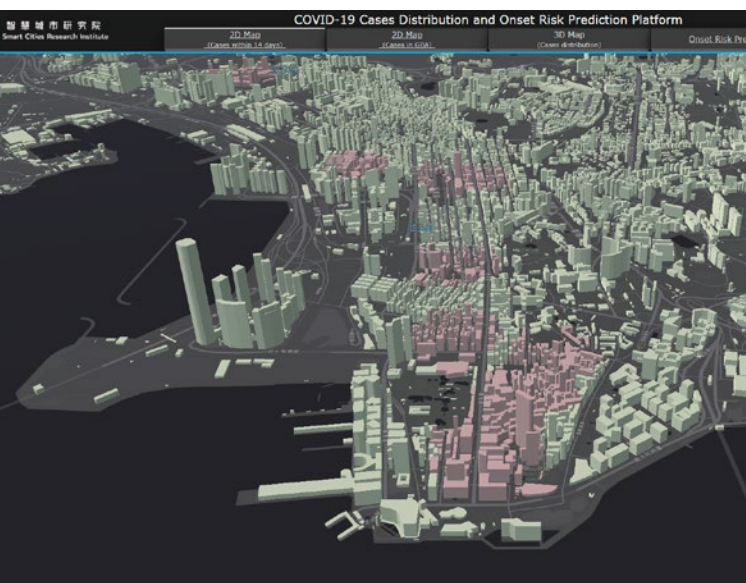 智慧城市研究院
Smart Cities Research Institute
COVID-19 Cases Distribution and Onset Risk Prediction Platform
2D Map
(Cases within 14 days)
2D Map
(Cases in GBA)
3D Map
(Cases distribution)
Onset Risk Pre